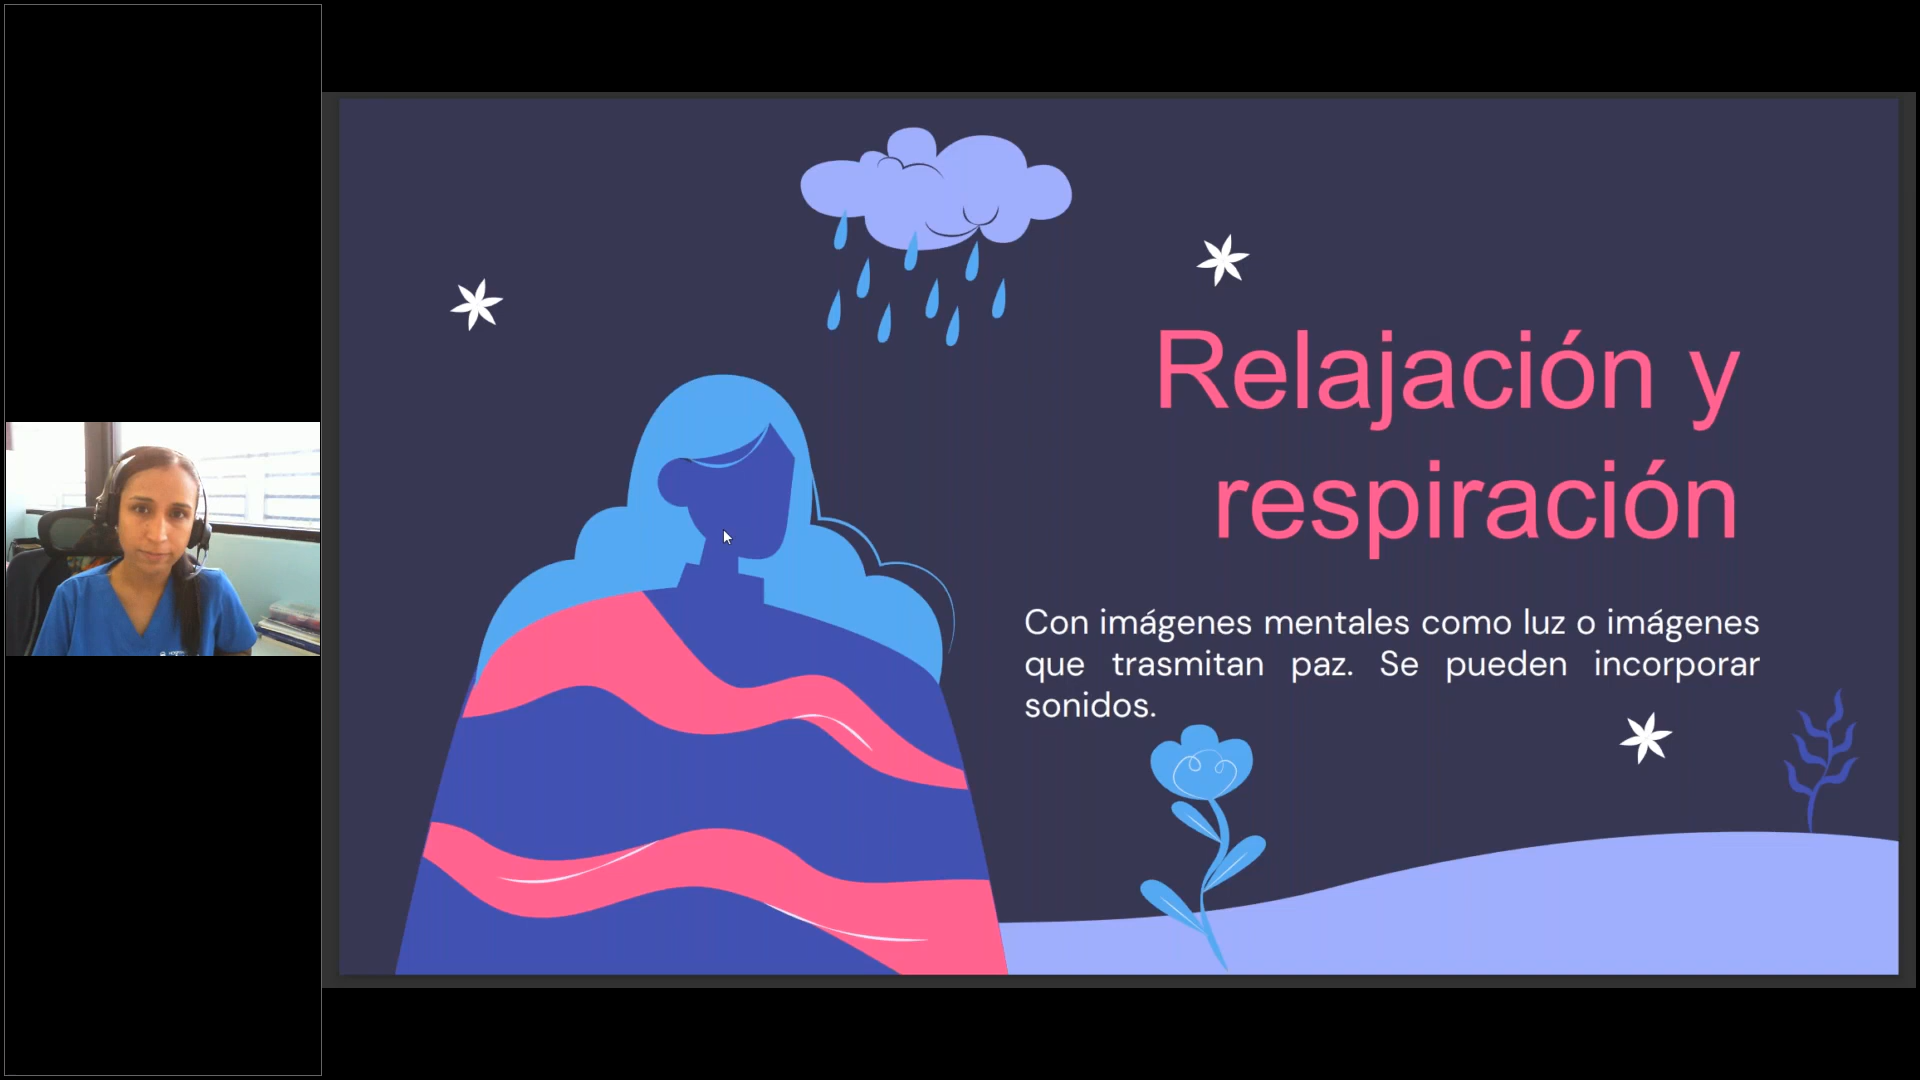 Relajación y
respiración
Con imágenes mentales como luz o imágenes
que trasmitan paz. Se pueden incorporar
sonidos.